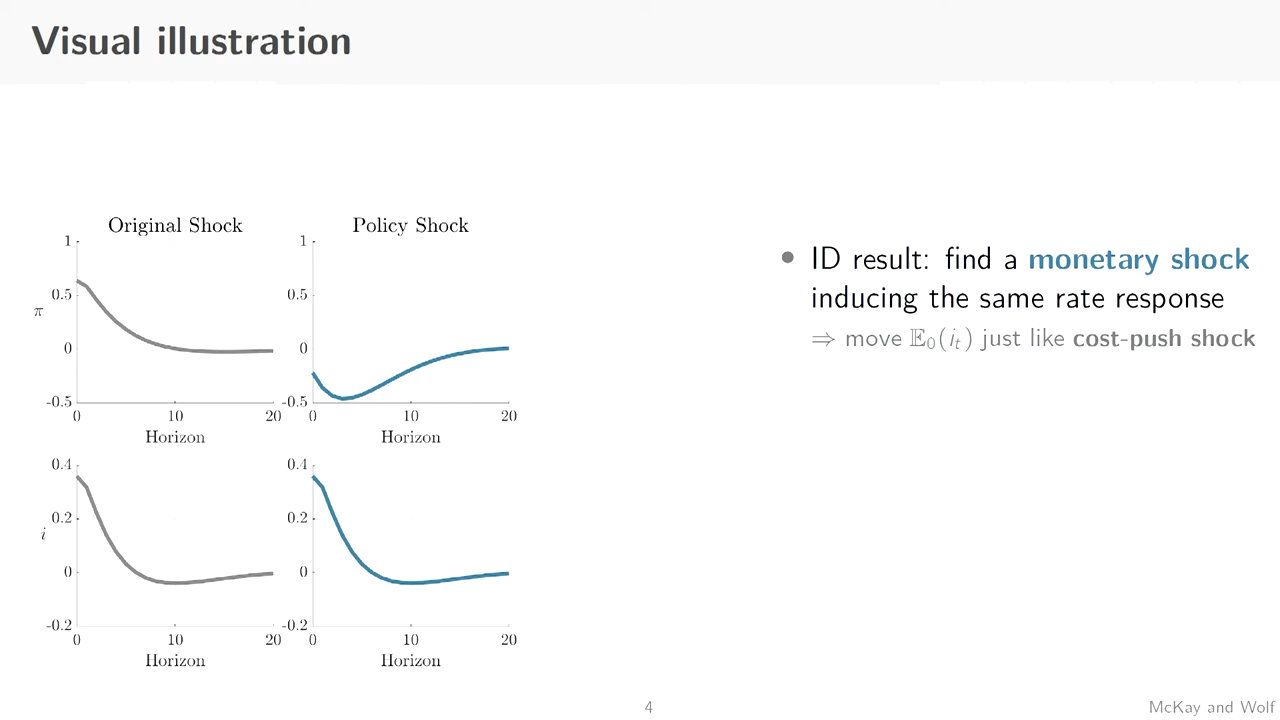 Visual illustration
Original Shock
Policy Shock
1
0.5
0
-0.5
π
0
10
20
Horizon
1
0.5
0
-0.5
0
10
20
Horizon
0.4
0.2
0
-0.2
i
0
10
20
Horizon
0.4
0.2
0
-0.2
0
10
20
Horizon
• ID result: find a monetary shock
inducing the same rate response
⇒ move 𝔼₀(iₜ) just like cost-push shock
4
McKay and Wolf